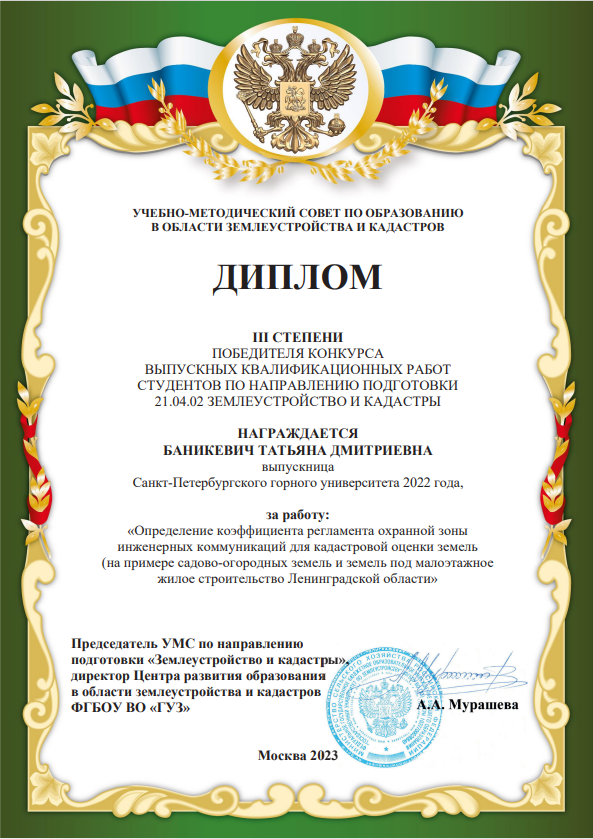 УЧЕБНО-МЕТОДИЧЕСКИЙ СОВЕТ ПО ОБРАЗОВАНИЮ
В ОБЛАСТИ ЗЕМЛЕУСТРОЙСТВА И КАДАСТРОВ
ДИПЛОМ
III СТЕПЕНИ
ПОБЕДИТЕЛЯ КОНКУРСА
ВЫПУСКНЫХ КВАЛИФИКАЦИОННЫХ РАБОТ
СТУДЕНТОВ ПО НАПРАВЛЕНИЮ ПОДГОТОВКИ
21.04.02 ЗЕМЛЕУСТРОЙСТВО И КАДАСТРЫ
НАГРАЖДАЕТСЯ
БАНИКЕВИЧ ТАТЬЯНА ДМИТРИЕВНА
выпускница
Санкт-Петербургского горного университета 2022 года,
за работу:
«Определение коэффициента регламента охранной зоны
инженерных коммуникаций для кадастровой оценки земель
(на примере садово-огородных земель и земель под малоэтажное
жилое строительство Ленинградской области»
Председатель УМС по направлению
подготовки «Землеустройство и кадастры»,
директор Центра развития образования
в области землеустройства и кадастров
ФГБОУ ВО «ГУЗ»
А.А. Мурашева
Москва 2023